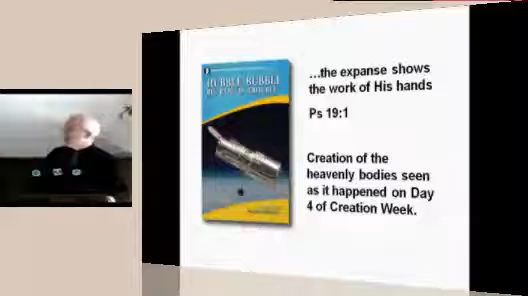 HUBBLE, BUBBLE
...the expanse shows
the work of His hands
Ps 19:1
Creation of the
heavenly bodies seen
as it happened on Day
4 of Creation Week.